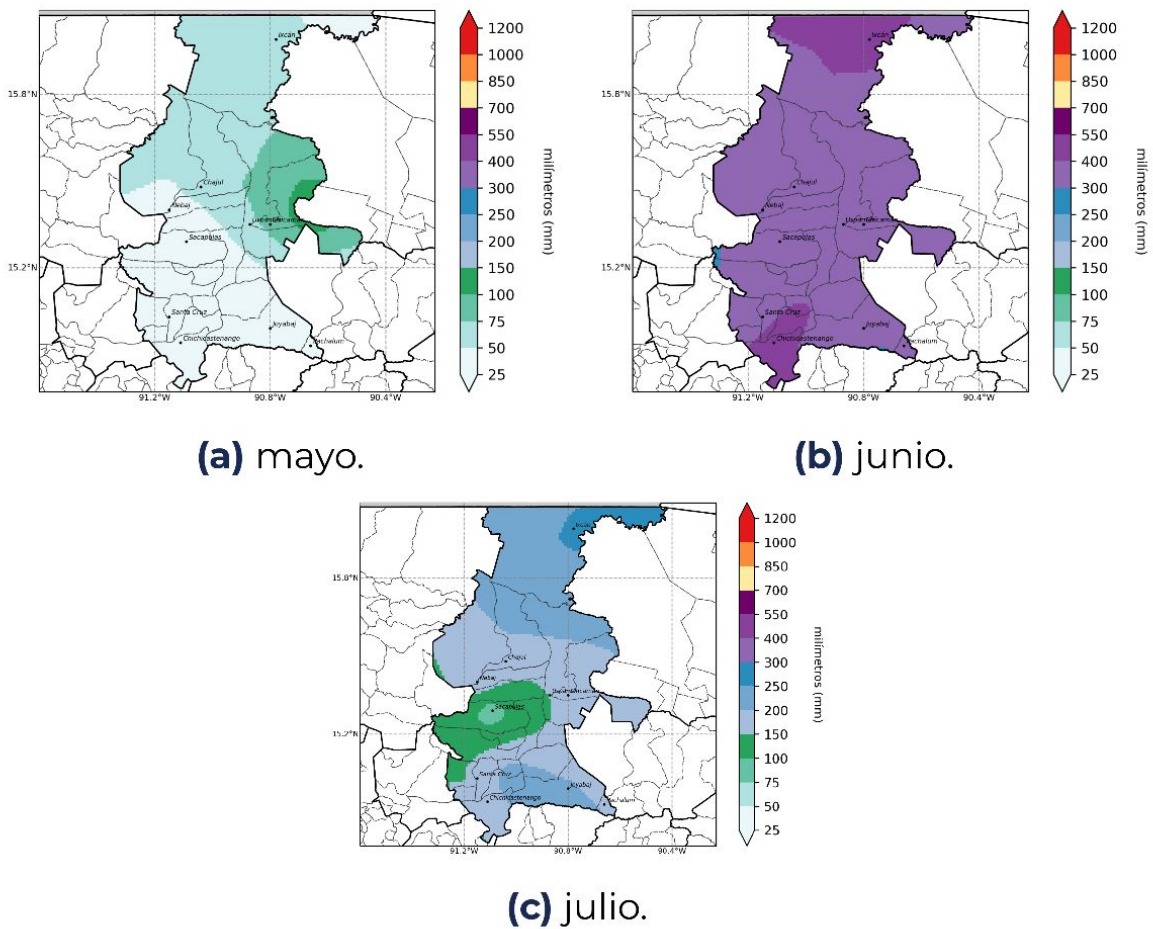 1200
1000
850
700
550
400
300
250
200
150
100
75
50
25
milímetros (mm)
15.8°N
15.2°N
91.2°W
90.8°W
90.4°W
Ixcán
Chajul
Nebaj
Sacapulas
Santa Cruz
Joyabaj
Chichicastenango
Pachalum
(a) mayo.
1200
1000
850
700
550
400
300
250
200
150
100
75
50
25
milímetros (mm)
15.8°N
15.2°N
91.2°W
90.8°W
90.4°W
Ixcán
Chajul
Nebaj
Sacapulas
Santa Cruz
Joyabaj
Chichicastenango
Pachalum
(b) junio.
1200
1000
850
700
550
400
300
250
200
150
100
75
50
25
milímetros (mm)
15.8°N
15.2°N
91.2°W
90.8°W
90.4°W
Ixcán
Chajul
Nebaj
Sacapulas
Santa Cruz
Joyabaj
Chichicastenango
Pachalum
(c) julio.